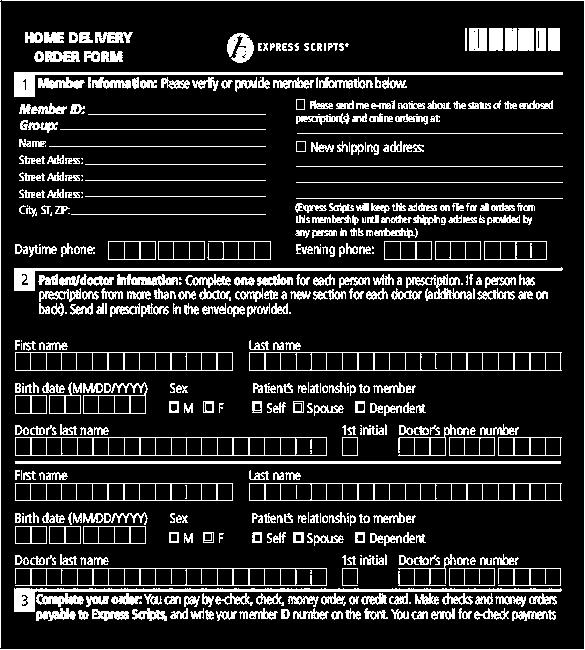 HOME DELIVERY
ORDER FORM
EXPRESS SCRIPTS®
1 Member information: Please verify or provide member information below.
Member ID:
Group:
Name:
Street Address:
Street Address:
Street Address:
City, ST, ZIP:
Please send me e-mail notices about the status of the enclosed
prescription(s) and online ordering at:
New shipping address:
(Express Scripts will keep this address on file for all orders from
this membership until another shipping address is provided by
any person in this membership.)
Daytime phone:
Evening phone:
2 Patient/doctor information: Complete one section for each person with a prescription. If a person has
prescriptions from more than one doctor, complete a new section for each doctor (additional sections are on
back). Send all prescriptions in the envelope provided.
First name Last name
Birth date (MM/DD/YYYY) Sex Patient's relationship to member
M F Self Spouse Dependent
Doctor's last name 1st initial Doctor's phone number
First name Last name
Birth date (MM/DD/YYYY) Sex Patient's relationship to member
M F Self Spouse Dependent
Doctor's last name 1st initial Doctor's phone number
3 Complete your order: You can pay by e-check, check, money order, or credit card. Make checks and money orders
payable to Express Scripts, and write your member ID number on the front. You can enroll for e-check payments